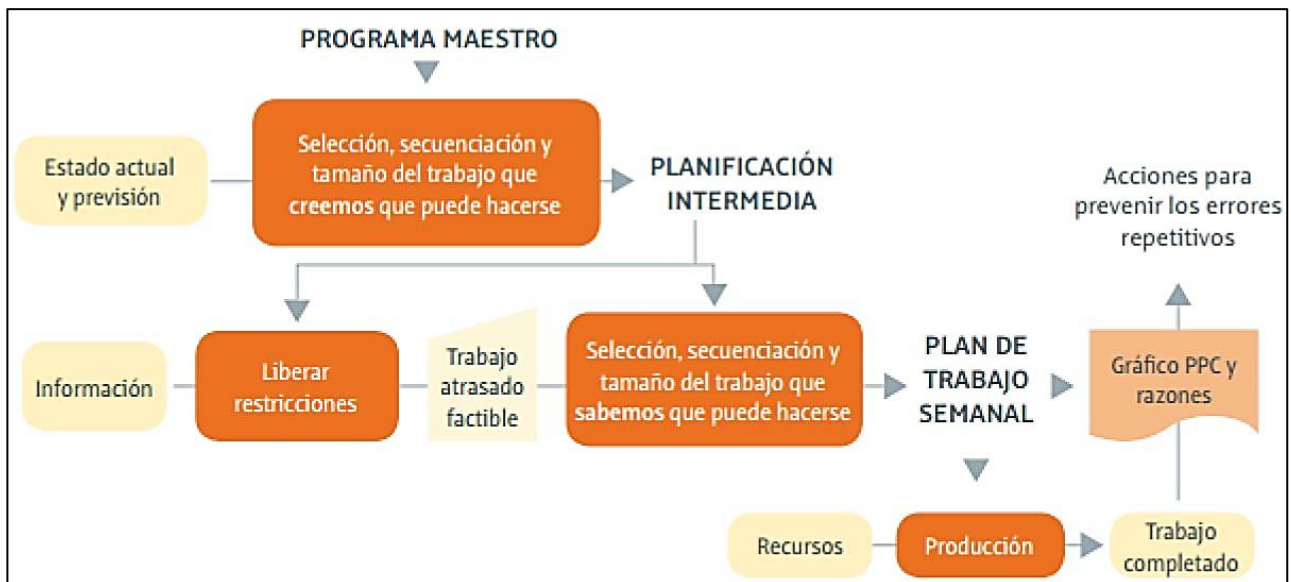 PROGRAMA MAESTRO
Estado actual
y previsión
Selección, secuenciación y
tamaño del trabajo que
creemos que puede hacerse
PLANIFICACIÓN
INTERMEDIA
Acciones para
prevenir los errores
repetitivos
Información
Liberar
restricciones
Trabajo
atrasado
factible
Selección, secuenciación y
tamaño del trabajo que
sabemos que puede hacerse
PLAN DE
TRABAJO
SEMANAL
Gráfico PPC y
razones
Recursos
Producción
Trabajo
completado